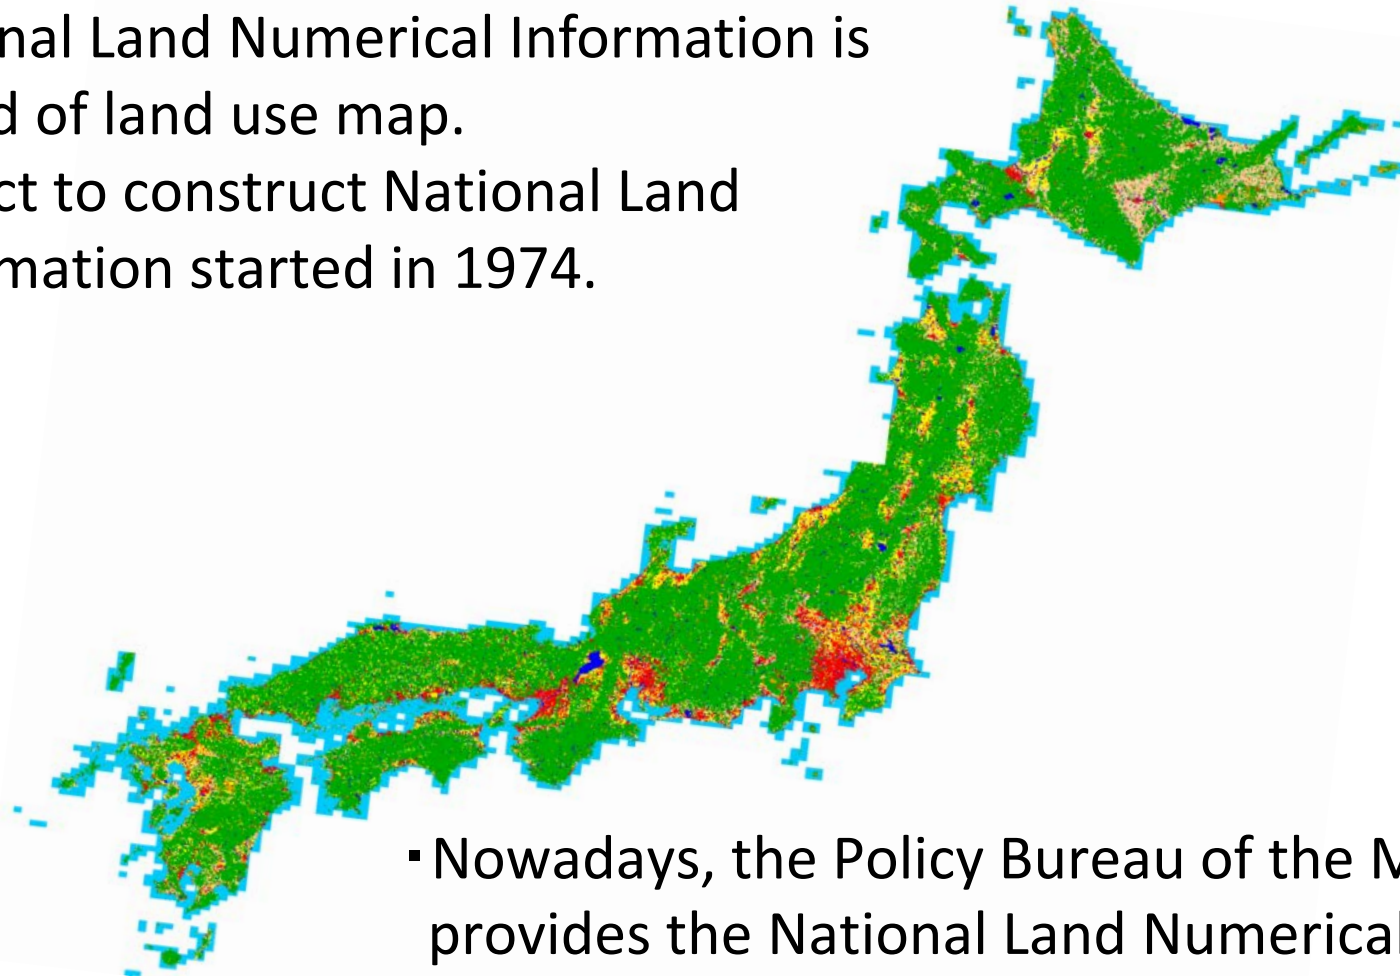 nal Land Numerical Information is
d of land use map.
ct to construct National Land
mation started in 1974.
▪Nowadays, the Policy Bureau of the M
provides the National Land Numerical